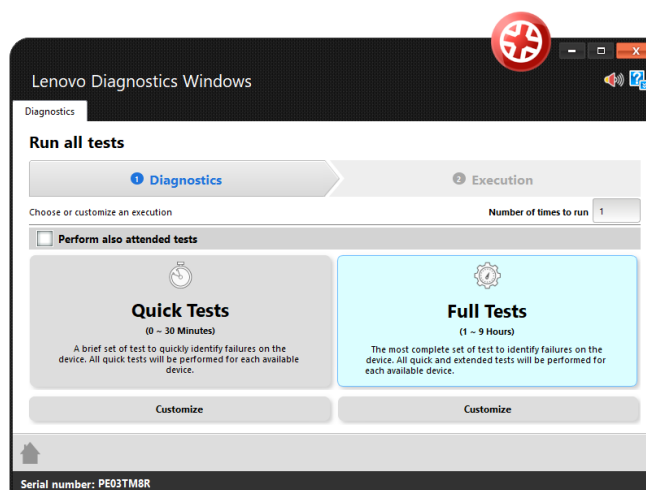 Lenovo Diagnostics Windows
Diagnostics
Run all tests
1 Diagnostics
2 Execution
Choose or customize an execution
Number of times to run 1
Perform also attended tests
Quick Tests
(0 ~ 30 Minutes)
A brief set of test to quickly identify failures on the
device. All quick tests will be performed for each available
device.
Full Tests
(1 ~ 9 Hours)
The most complete set of test to identify failures on the
device. All quick and extended tests will be performed for
each available device.
Customize
Customize
Serial number: PE03TM8R